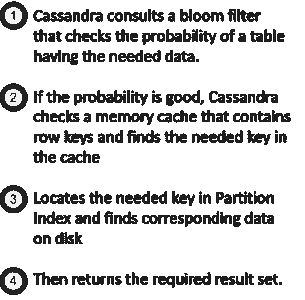 1 Cassandra consults a bloom filter
that checks the probability of a table
having the needed data.
2 If the probability is good, Cassandra
checks a memory cache that contains
row keys and finds the needed key in
the cache
3 Locates the needed key in Partition
Index and finds corresponding data
on disk
4 Then returns the required result set.